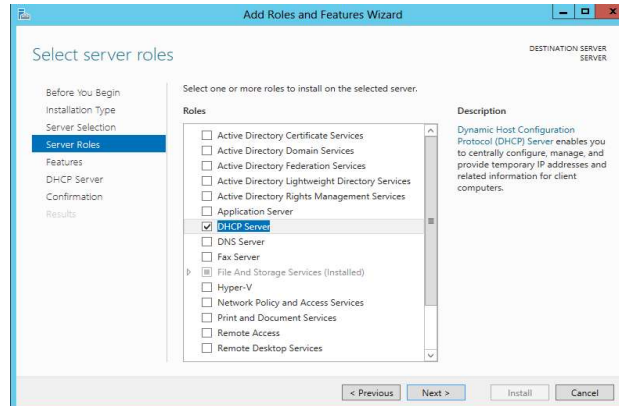 Add Roles and Features Wizard
Select server roles
DESTINATION SERVER
SERVER
Before You Begin
Installation Type
Server Selection
Server Roles
Features
DHCP Server
Confirmation
Results
Select one or more roles to install on the selected server.
Roles
Active Directory Certificate Services
Active Directory Domain Services
Active Directory Federation Services
Active Directory Lightweight Directory Services
Active Directory Rights Management Services
Application Server
DHCP Server
DNS Server
Fax Server
File And Storage Services (Installed)
Hyper-V
Network Policy and Access Services
Print and Document Services
Remote Access
Remote Desktop Services
Description
Dynamic Host Configuration
Protocol (DHCP) Server enables you
to centrally configure, manage, and
provide temporary IP addresses and
related information for client
computers.
< Previous
Next >
Install
Cancel